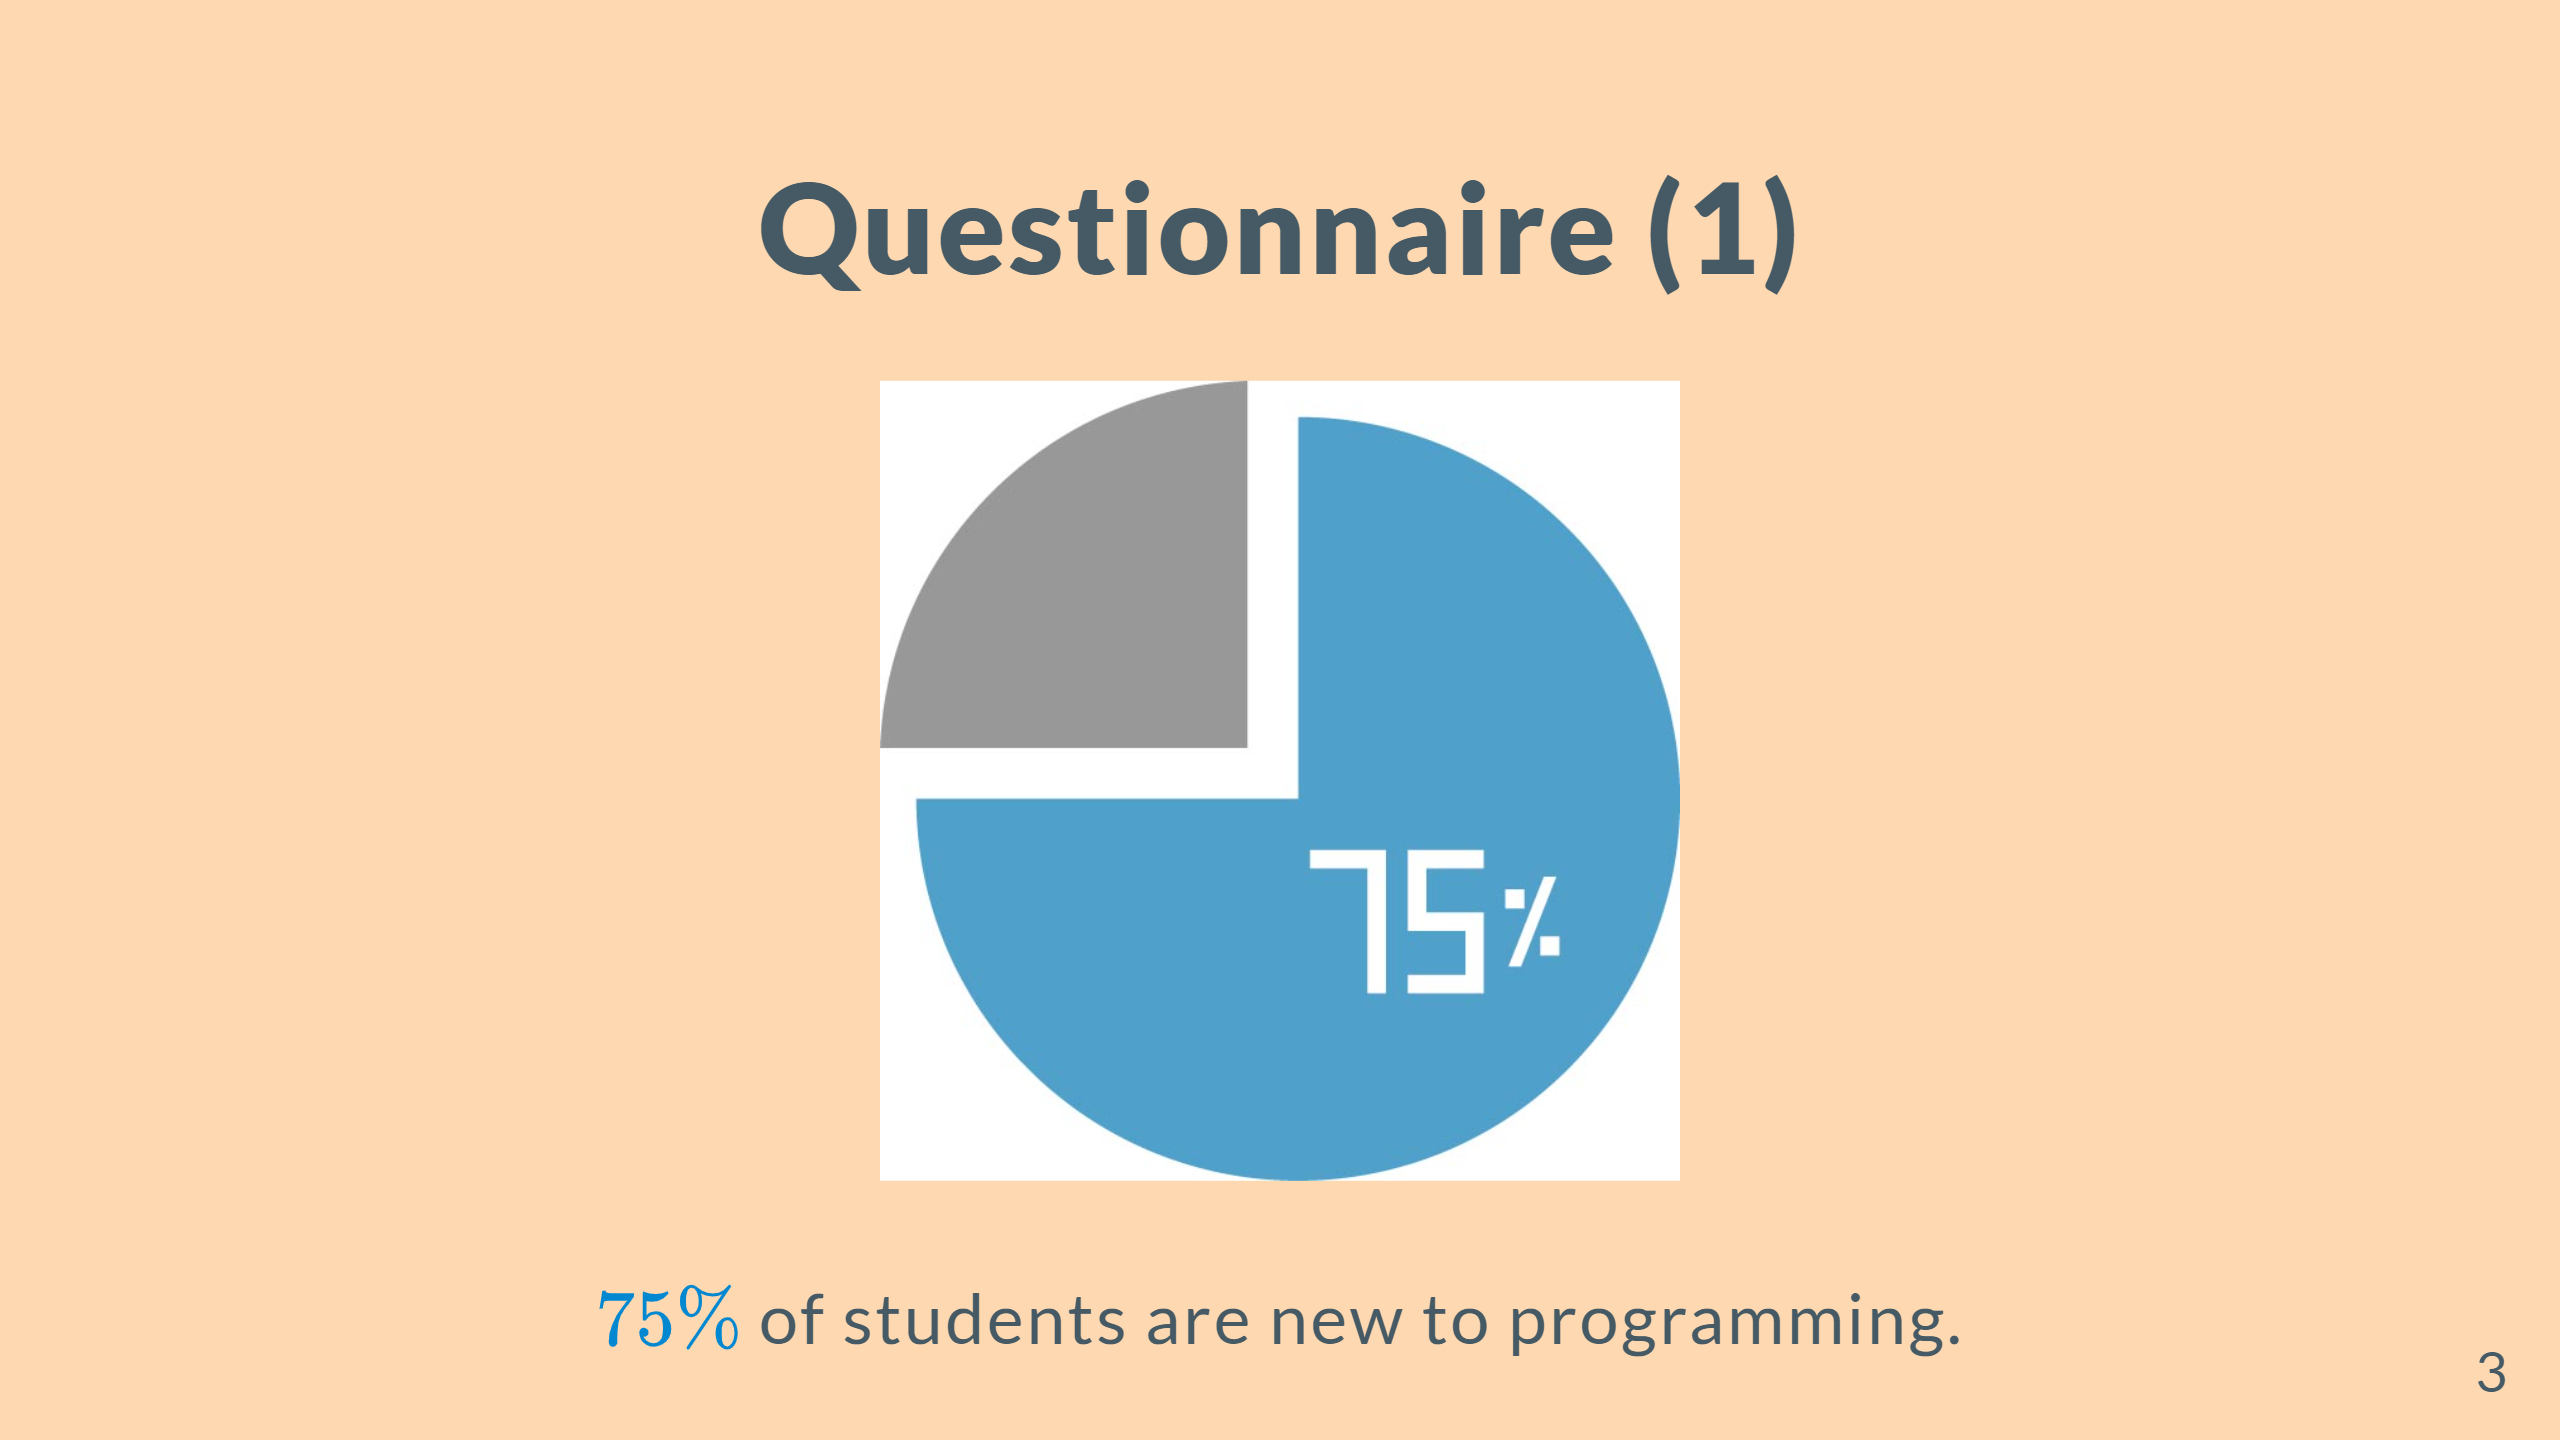 Questionnaire (1)
75%
75% of students are new to programming.
3